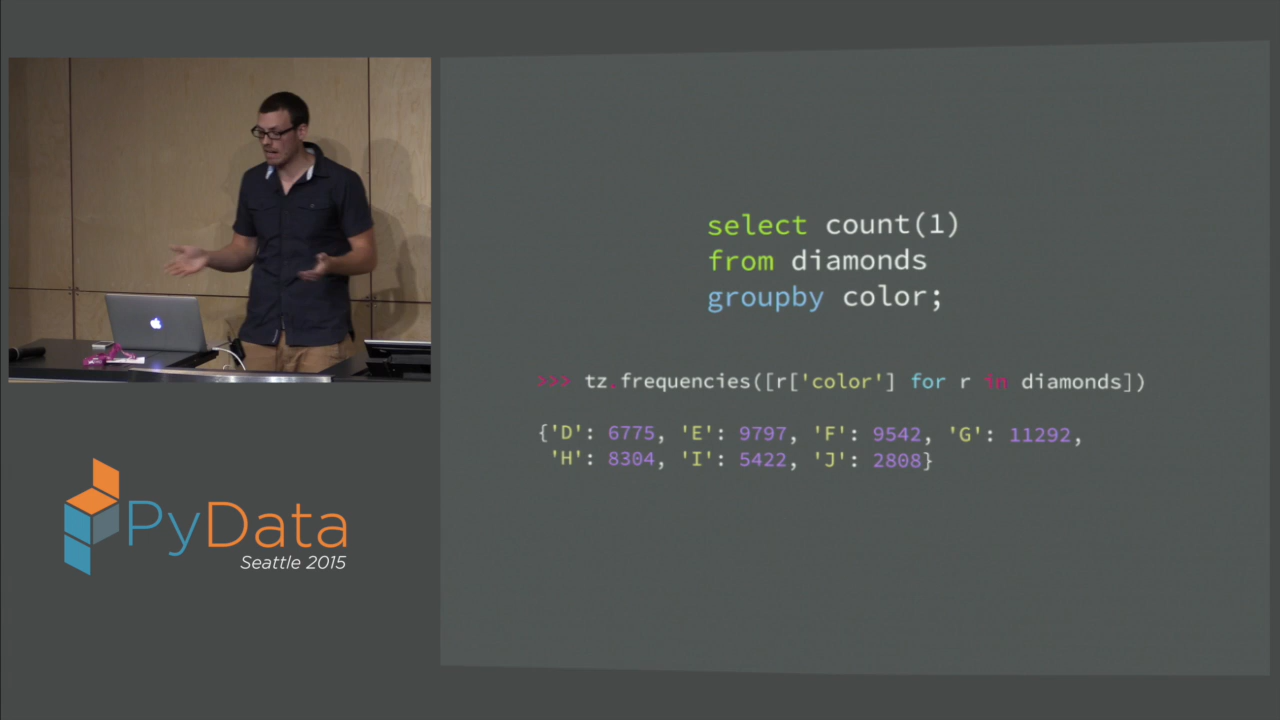 select count(1)
from diamonds
groupby color;
>>> tz.frequencies([r['color'] for r in diamonds])
{'D': 6775, 'E': 9797, 'F': 9542, 'G': 11292,
'H': 8304, 'I': 5422, 'J': 2808}
PyData
Seattle 2015